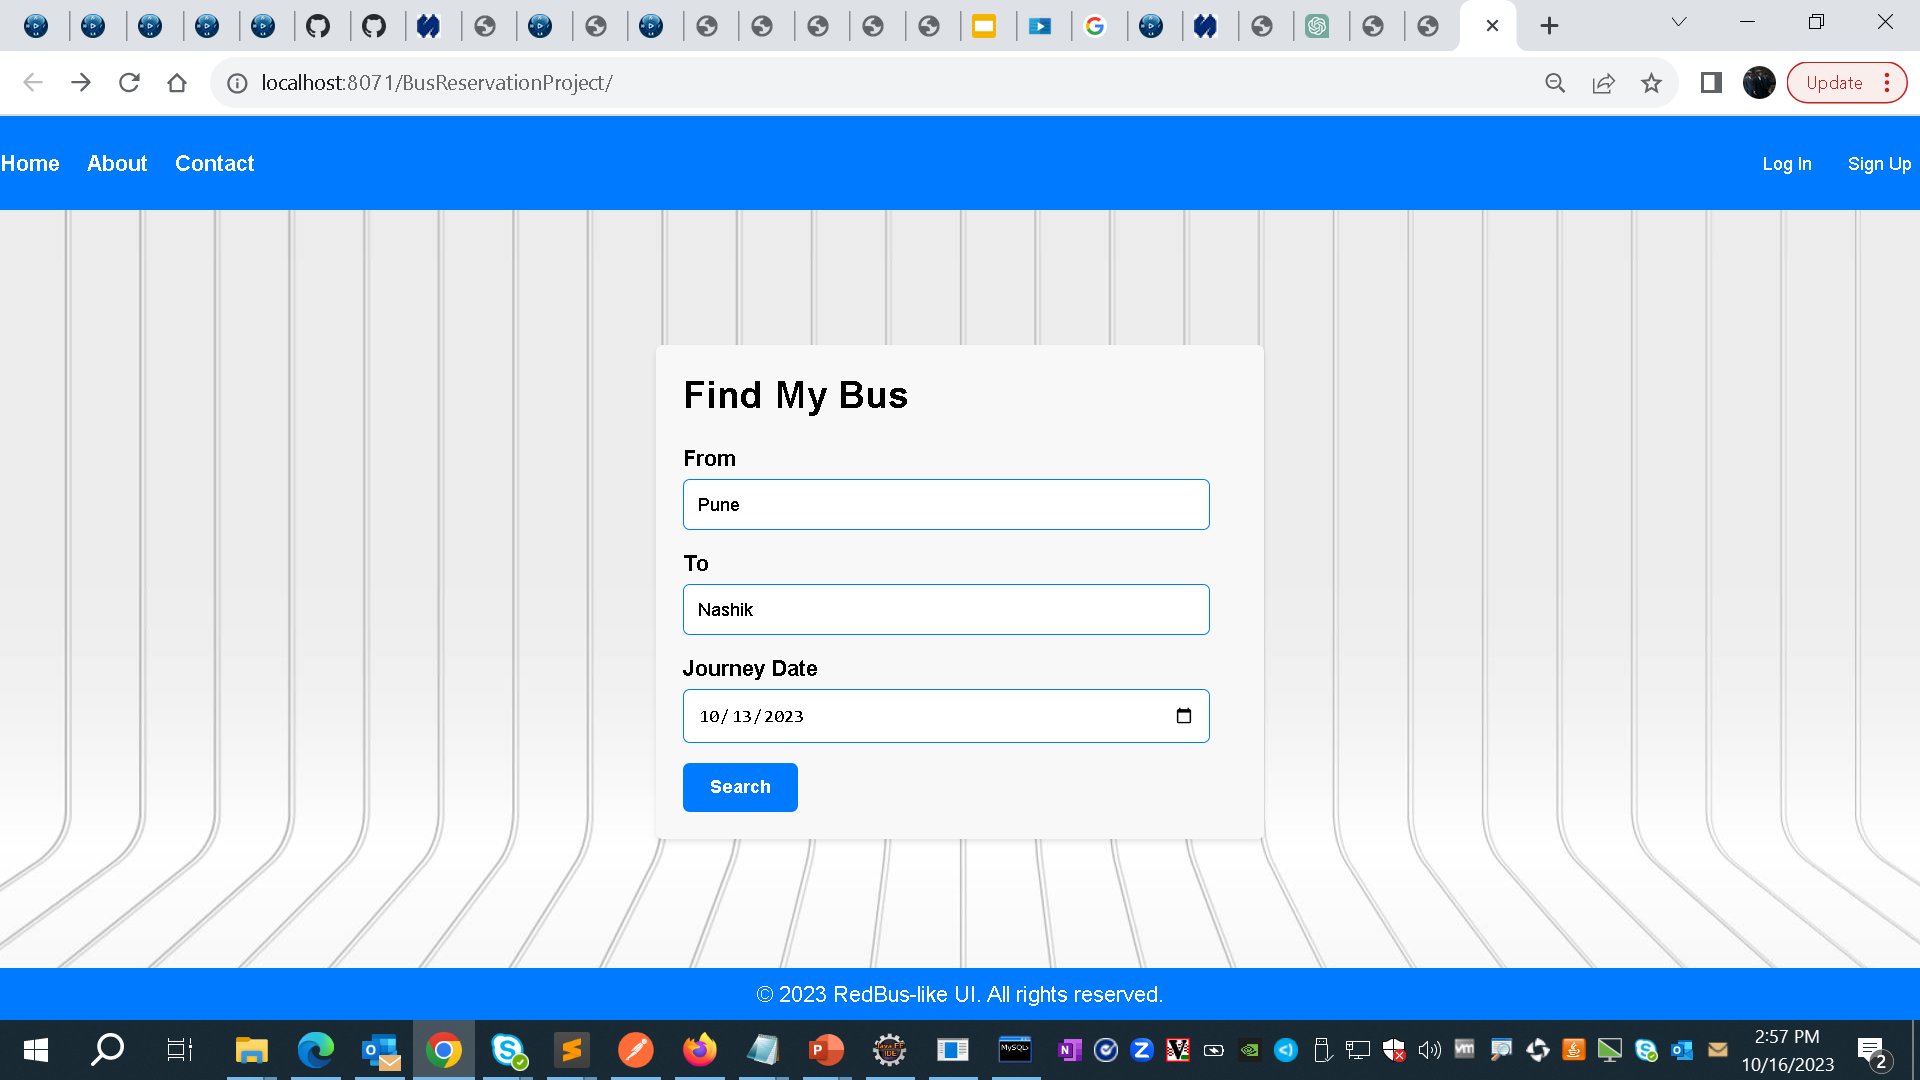 localhost:8071/BusReservationProject/
Update
Home About Contact
Log In Sign Up
Find My Bus
From
Pune
To
Nashik
Journey Date
10/13/2023
Search
© 2023 RedBus-like UI. All rights reserved.
2:57 PM
10/16/2023
2